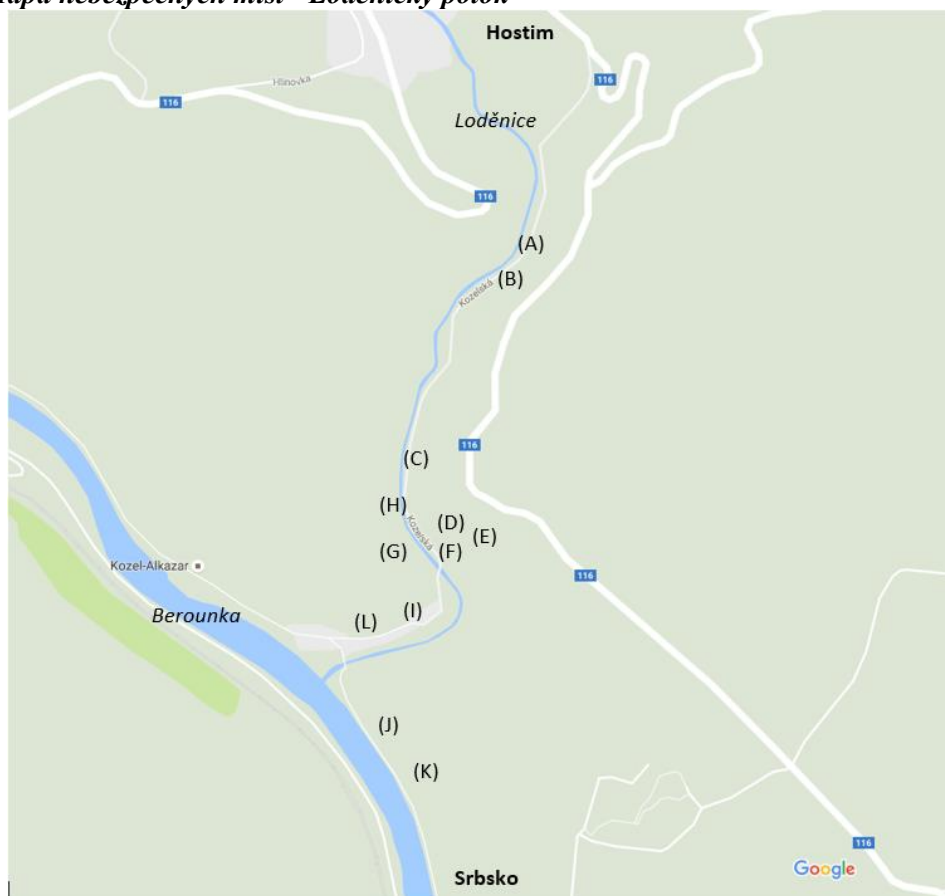 nebezpečných míst - Loděnický potok
Hostim
Hlinovka
116
116
Loděnice
116
(A)
(B)
Kozelská
116
(C)
(H)
Kozelská
(D)
(E)
(G)
(F)
Kozel-Alkazar
116
Berounka
(I)
(L)
(J)
(K)
116
Google
Srbsko